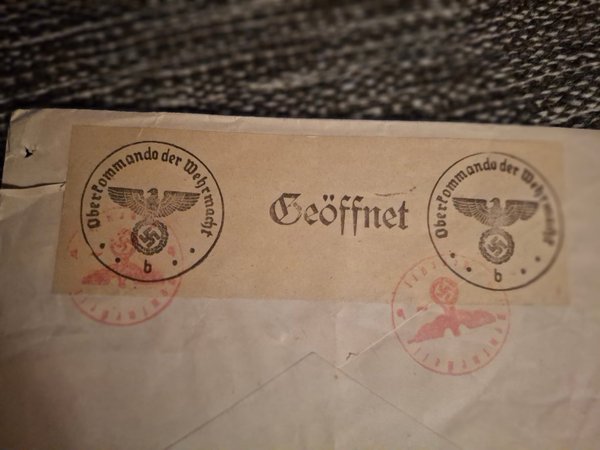 Oberkommando der Wehrmacht
b
Geöffnet
Oberkommando der Wehrmacht
b